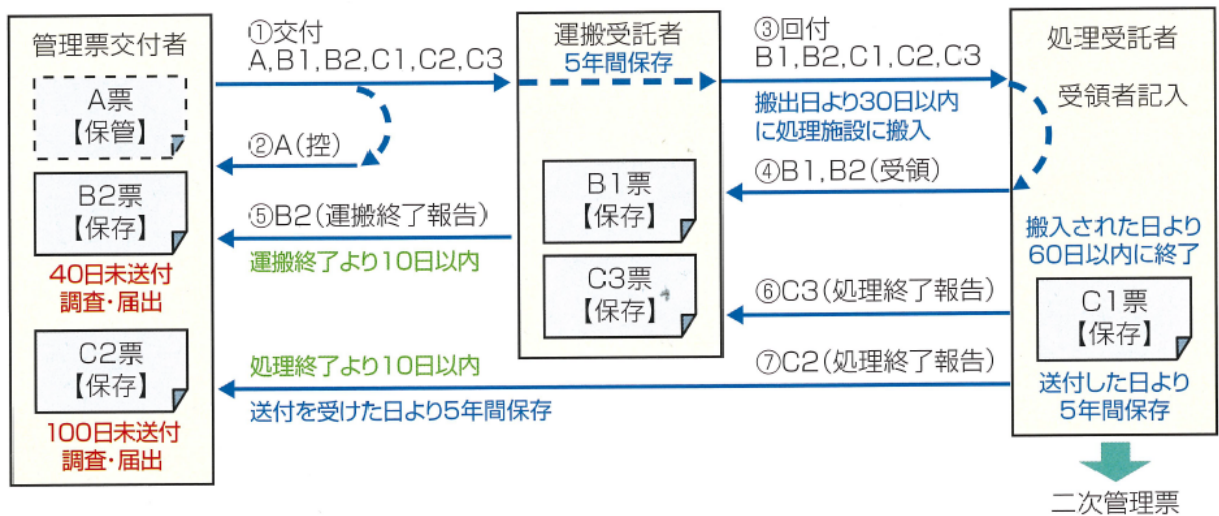 管理票交付者
A票
【保管】
B2票
【保存】
40日未送付
調査・届出
C2票
【保存】
100日未送付
調査・届出
①交付
A,B1,B2,C1,C2,C3
②A(控)
⑤B2(運搬終了報告)
運搬終了より10日以内
処理終了より10日以内
送付を受けた日より5年間保存
運搬受託者
5年間保存
B1票
【保存】
C3票
【保存】
③回付
B1,B2,C1,C2,C3
搬出日より30日以内
に処理施設に搬入
④B1,B2(受領)
⑥C3(処理終了報告)
⑦C2(処理終了報告)
処理受託者
受領者記入
搬入された日より
60日以内に終了
C1票
【保存】
送付した日より
5年間保存
二次管理票